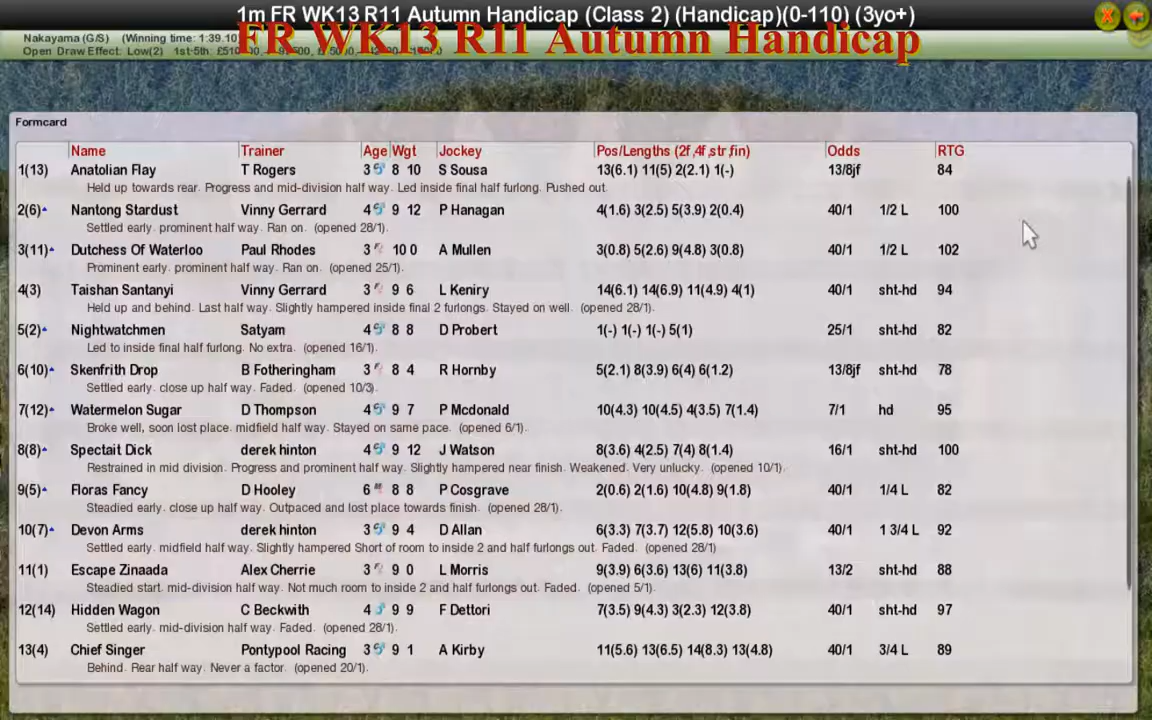 1m FR WK13 R11 Autumn Handicap (Class 2) (Handicap)(0-110) (3yo+)
FR WK13 R11 Autumn Handicap
Nakayama (G/S) (Winning time: 1:39.10
Open Draw Effect: Low(2) 1st-5th:
Formcard
Name Trainer Age Wgt Jockey Pos/Lengths (2f,4f,str,fin) Odds RTG
1(13) Anatolian Flay T Rogers 3 8 10 S Sousa 13(6.1) 11(5) 2(2.1) 1(-) 13/8jf 84
Held up towards rear. Progress and mid-division half way. Led inside final half furlong. Pushed out.
2(6) Nantong Stardust Vinny Gerrard 4 9 12 P Hanagan 4(1.6) 3(2.5) 5(3.9) 2(0.4) 40/1 1/2 L 100
Settled early. prominent half way. Ran on. (opened 28/1).
3(11) Dutchess Of Waterloo Paul Rhodes 3 10 0 A Mullen 3(0.8) 5(2.6) 9(4.8) 3(0.8) 40/1 1/2 L 102
Prominent early. prominent half way. Ran on. (opened 25/1).
4(3) Taishan Santanyi Vinny Gerrard 3 9 6 L Keniry 14(6.1) 14(6.9) 11(4.9) 4(1) 40/1 sht-hd 94
Held up and behind. Last half way. Slightly hampered inside final 2 furlongs. Stayed on well. (opened 28/1).
5(2) Nightwatchmen Satyam 4 8 8 D Probert 1(-) 1(-) 1(-) 5(1) 25/1 sht-hd 82
Led to inside final half furlong. No extra. (opened 16/1).
6(10) Skenfrith Drop B Fotheringham 3 8 4 R Hornby 5(2.1) 8(3.9) 6(4) 6(1.2) 13/8jf sht-hd 78
Settled early. close up half way. Faded. (opened 10/3).
7(12) Watermelon Sugar D Thompson 4 9 7 P Mcdonald 10(4.3) 10(4.5) 4(3.5) 7(1.4) 7/1 hd 95
Broke well, soon lost place. midfield half way. Stayed on same pace. (opened 6/1).
8(8) Spectait Dick derek hinton 4 9 12 J Watson 8(3.6) 4(2.5) 7(4) 8(1.4) 16/1 sht-hd 100
Restrained in mid division. Progress and prominent half way. Slightly hampered near finish. Weakened. Very unlucky. (opened 10/1).
9(5) Floras Fancy D Hooley 6 8 8 P Cosgrave 2(0.6) 2(1.6) 10(4.8) 9(1.8) 40/1 1/4 L 82
Steadied early. close up half way. Outpaced and lost place towards finish. (opened 28/1).
10(7) Devon Arms derek hinton 3 9 4 D Allan 6(3.3) 7(3.7) 12(5.8) 10(3.6) 40/1 1 3/4 L 92
Settled early. midfield half way. Slightly hampered Short of room to inside 2 and half furlongs out. Faded. (opened 28/1)
11(1) Escape Zinaada Alex Cherrie 3 9 0 L Morris 9(3.9) 6(3.6) 13(6) 11(3.8) 13/2 sht-hd 88
Steadied start. mid-division half way. Not much room to inside 2 and half furlongs out. Faded. (opened 5/1).
12(14) Hidden Wagon C Beckwith 4 9 9 F Dettori 7(3.5) 9(4.3) 3(2.3) 12(3.8) 40/1 sht-hd 97
Settled early. mid-division half way. Faded. (opened 28/1).
13(4) Chief Singer Pontypool Racing 3 9 1 A Kirby 11(5.6) 13(6.5) 14(8.3) 13(4.8) 40/1 3/4 L 89
Behind. Rear half way. Never a factor. (opened 20/1).